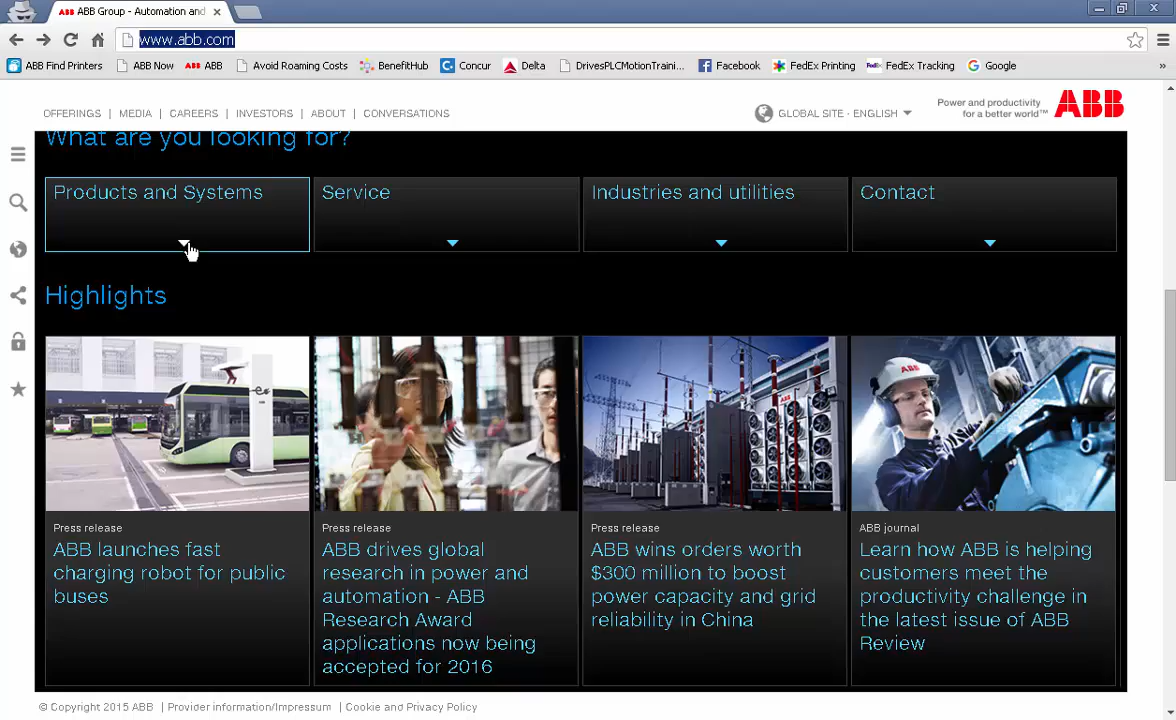 ABB Group - Automation and
www.abb.com
ABB Find Printers ABB Now ABB ABB Avoid Roaming Costs BenefitHub Concur Delta DrivesPLCMotionTraini... Facebook FedEx Printing FedEx Tracking Google »
OFFERINGS | MEDIA | CAREERS | INVESTORS | ABOUT | CONVERSATIONS
GLOBAL SITE - ENGLISH
Power and productivity
for a better world™
ABB
What are you looking for?
Products and Systems
Service
Industries and utilities
Contact
Highlights
ABB
Press release
ABB launches fast
charging robot for public
buses
Press release
ABB drives global
research in power and
automation - ABB
Research Award
applications now being
accepted for 2016
Press release
ABB wins orders worth
$300 million to boost
power capacity and grid
reliability in China
ABB journal
Learn how ABB is helping
customers meet the
productivity challenge in
the latest issue of ABB
Review
© Copyright 2015 ABB | Provider information/Impressum | Cookie and Privacy Policy